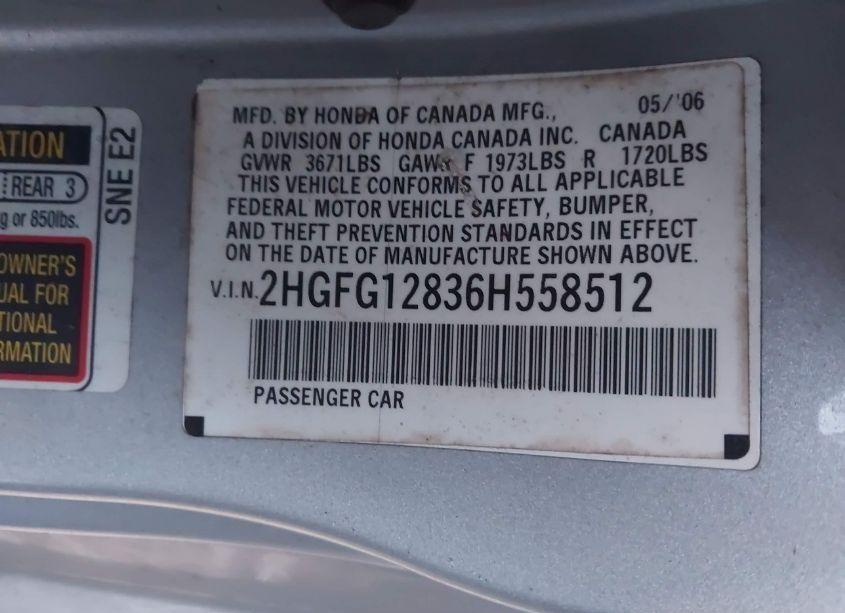 ATION
REAR 3
g or 850lbs.
OWNER'S
UAL FOR
TIONAL
RMATION
SNE E2
MFD. BY HONDA OF CANADA MFG., 05/'06
A DIVISION OF HONDA CANADA INC. CANADA
GVWR 3671LBS GAWR F 1973LBS R 1720LBS
THIS VEHICLE CONFORMS TO ALL APPLICABLE
FEDERAL MOTOR VEHICLE SAFETY, BUMPER,
AND THEFT PREVENTION STANDARDS IN EFFECT
ON THE DATE OF MANUFACTURE SHOWN ABOVE.
V.I.N. 2HGFG12836H558512
PASSENGER CAR